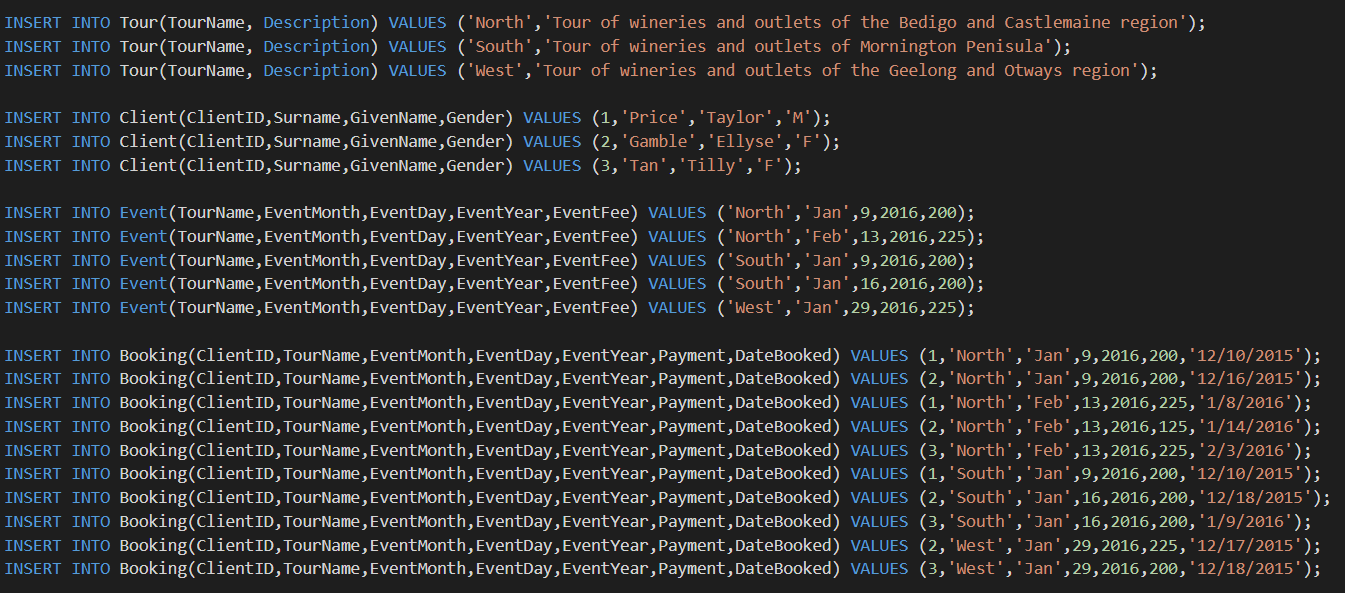 INSERT INTO Tour(TourName, Description) VALUES ('North','Tour of wineries and outlets of the Bedigo and Castlemaine region');
INSERT INTO Tour(TourName, Description) VALUES ('South','Tour of wineries and outlets of Mornington Penisula');
INSERT INTO Tour(TourName, Description) VALUES ('West','Tour of wineries and outlets of the Geelong and Otways region');
INSERT INTO Client(ClientID,Surname,GivenName,Gender) VALUES (1,'Price','Taylor','M');
INSERT INTO Client(ClientID,Surname,GivenName,Gender) VALUES (2,'Gamble','Ellyse','F');
INSERT INTO Client(ClientID,Surname,GivenName,Gender) VALUES (3,'Tan','Tilly','F');
INSERT INTO Event(TourName,EventMonth,EventDay,EventYear,EventFee) VALUES ('North','Jan',9,2016,200);
INSERT INTO Event(TourName,EventMonth,EventDay,EventYear,EventFee) VALUES ('North','Feb',13,2016,225);
INSERT INTO Event(TourName,EventMonth,EventDay,EventYear,EventFee) VALUES ('South','Jan',9,2016,200);
INSERT INTO Event(TourName,EventMonth,EventDay,EventYear,EventFee) VALUES ('South','Jan',16,2016,200);
INSERT INTO Event(TourName,EventMonth,EventDay,EventYear,EventFee) VALUES ('West','Jan',29,2016,225);
INSERT INTO Booking(ClientID,TourName,EventMonth,EventDay,EventYear,Payment,DateBooked) VALUES (1,'North','Jan',9,2016,200,'12/10/2015');
INSERT INTO Booking(ClientID,TourName,EventMonth,EventDay,EventYear,Payment,DateBooked) VALUES (2,'North','Jan',9,2016,200,'12/16/2015');
INSERT INTO Booking(ClientID,TourName,EventMonth,EventDay,EventYear,Payment,DateBooked) VALUES (1,'North','Feb',13,2016,225,'1/8/2016');
INSERT INTO Booking(ClientID,TourName,EventMonth,EventDay,EventYear,Payment,DateBooked) VALUES (2,'North','Feb',13,2016,125,'1/14/2016');
INSERT INTO Booking(ClientID,TourName,EventMonth,EventDay,EventYear,Payment,DateBooked) VALUES (3,'North','Feb',13,2016,225,'2/3/2016');
INSERT INTO Booking(ClientID,TourName,EventMonth,EventDay,EventYear,Payment,DateBooked) VALUES (1,'South','Jan',9,2016,200,'12/10/2015');
INSERT INTO Booking(ClientID,TourName,EventMonth,EventDay,EventYear,Payment,DateBooked) VALUES (2,'South','Jan',16,2016,200,'12/18/2015');
INSERT INTO Booking(ClientID,TourName,EventMonth,EventDay,EventYear,Payment,DateBooked) VALUES (3,'South','Jan',16,2016,200,'1/9/2016');
INSERT INTO Booking(ClientID,TourName,EventMonth,EventDay,EventYear,Payment,DateBooked) VALUES (2,'West','Jan',29,2016,225,'12/17/2015');
INSERT INTO Booking(ClientID,TourName,EventMonth,EventDay,EventYear,Payment,DateBooked) VALUES (3,'West','Jan',29,2016,200,'12/18/2015');